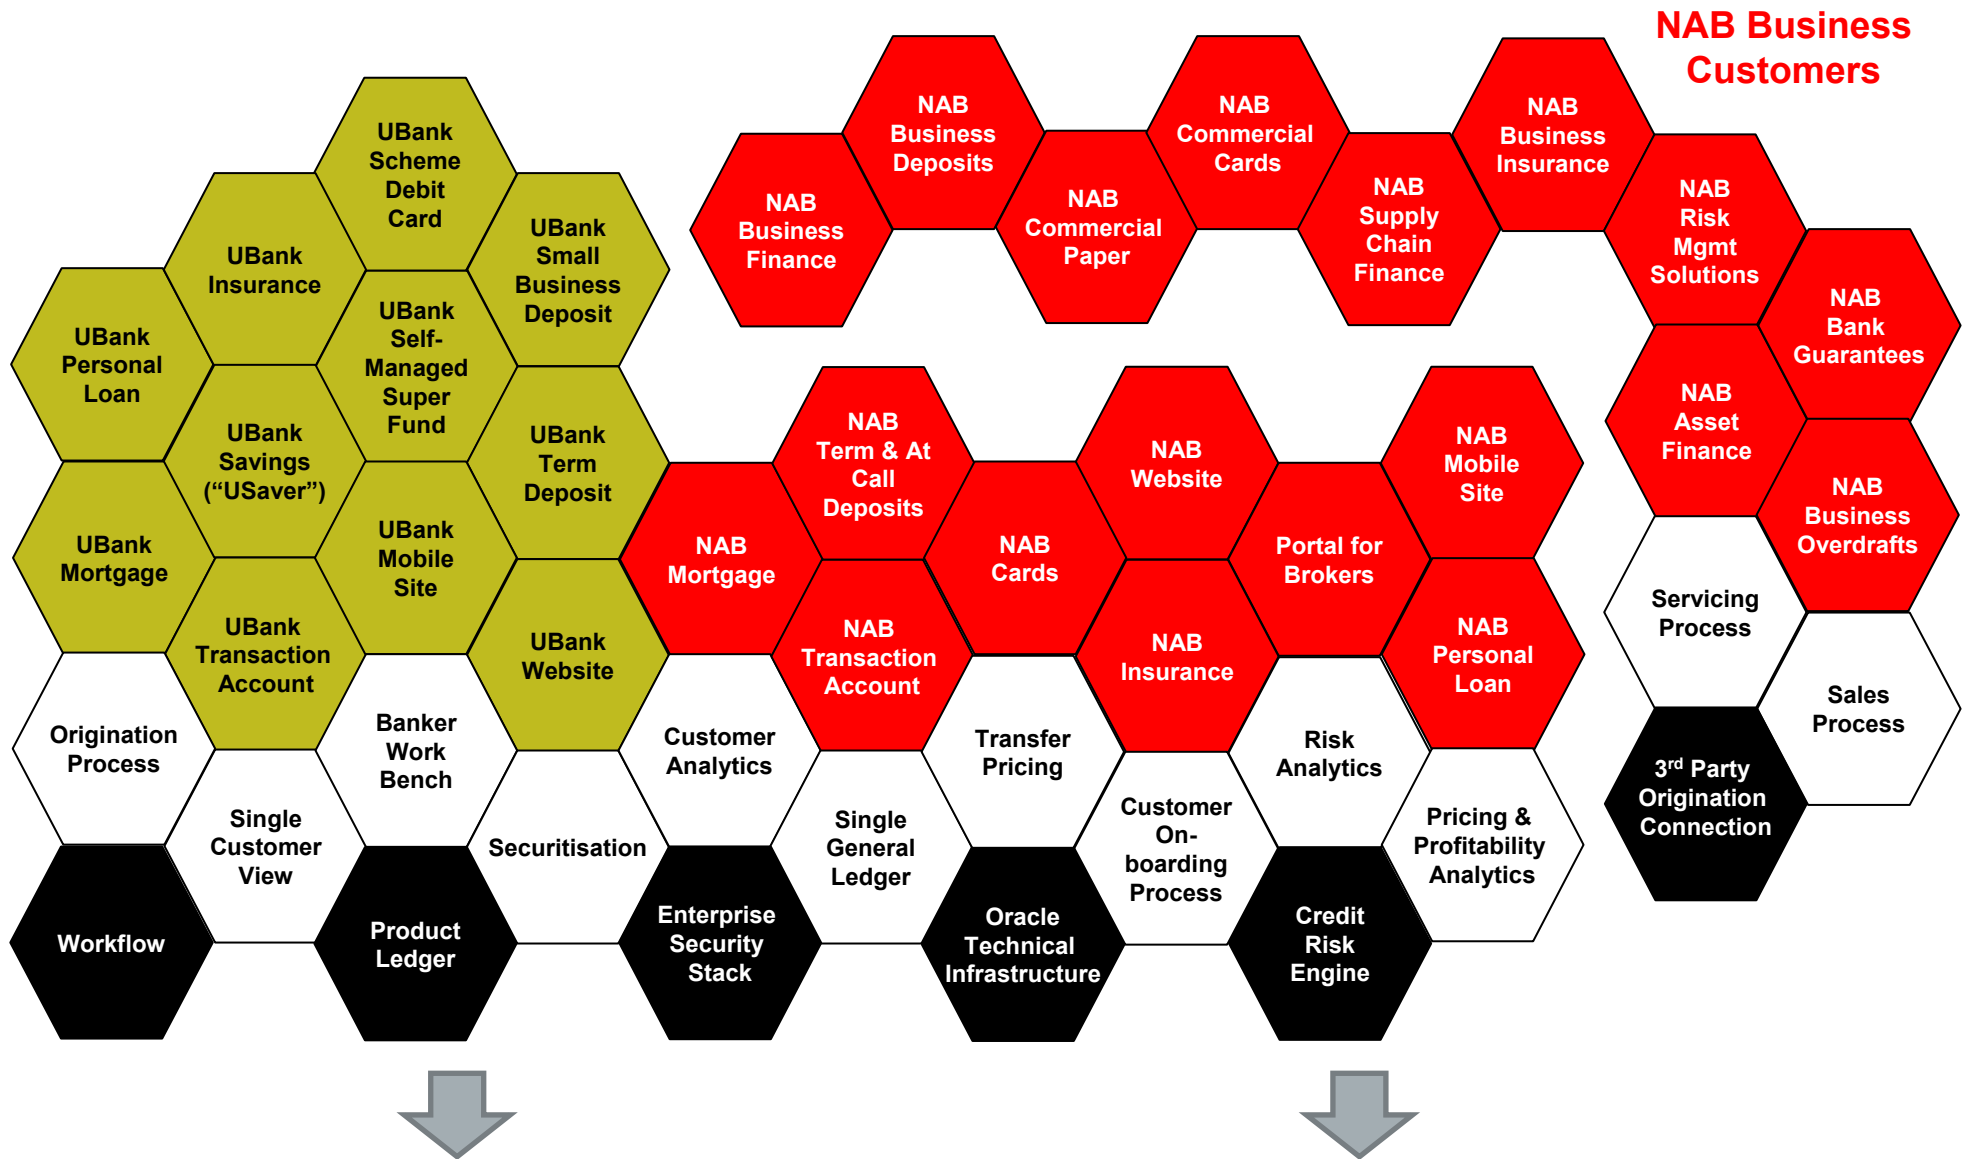 NAB Business
Customers
UBank
Scheme
Debit
Card
NAB
Business
Deposits
NAB
Commercial
Cards
NAB
Business
Insurance
NAB
Business
Finance
NAB
Commercial
Paper
NAB
Supply
Chain
Finance
NAB
Risk
Mgmt
Solutions
UBank
Insurance
UBank
Small
Business
Deposit
NAB
Bank
Guarantees
UBank
Personal
Loan
UBank
Self-
Managed
Super
Fund
NAB
Asset
Finance
UBank
Savings
(“USaver”)
UBank
Term
Deposit
NAB
Term & At
Call
Deposits
NAB
Website
NAB
Mobile
Site
NAB
Business
Overdrafts
UBank
Mortgage
UBank
Mobile
Site
NAB
Mortgage
NAB
Cards
Portal for
Brokers
Servicing
Process
UBank
Transaction
Account
UBank
Website
NAB
Transaction
Account
NAB
Insurance
NAB
Personal
Loan
Sales
Process
Origination
Process
Banker
Work
Bench
Customer
Analytics
Transfer
Pricing
Risk
Analytics
3rd Party
Origination
Connection
Single
Customer
View
Securitisation
Single
General
Ledger
Customer
On-
boarding
Process
Pricing &
Profitability
Analytics
Workflow
Product
Ledger
Enterprise
Security
Stack
Oracle
Technical
Infrastructure
Credit
Risk
Engine